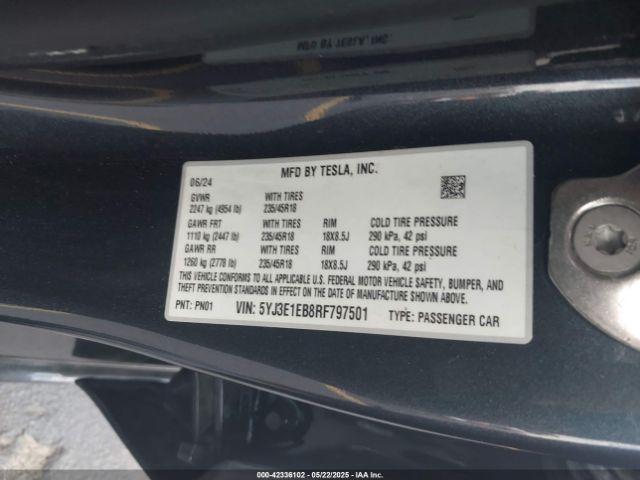 MFD BY TESLA, INC.
06/24
GVWR WITH TIRES
2247 kg (4954 lb) 235/45R18
GAWR FRT WITH TIRES RIM COLD TIRE PRESSURE
1110 kg (2447 lb) 235/45R18 18X8.5J 290 kPa, 42 psi
GAWR RR WITH TIRES RIM COLD TIRE PRESSURE
1260 kg (2778 lb) 235/45R18 18X8.5J 290 kPa, 42 psi
THIS VEHICLE CONFORMS TO ALL APPLICABLE U.S. FEDERAL MOTOR VEHICLE SAFETY, BUMPER, AND
THEFT PREVENTION STANDARDS IN EFFECT ON THE DATE OF MANUFACTURE SHOWN ABOVE.
PNT: PN01 VIN: 5YJ3E1EB8RF797501 TYPE: PASSENGER CAR
000-42336102 - 05/22/2025 - IAAI, Inc.